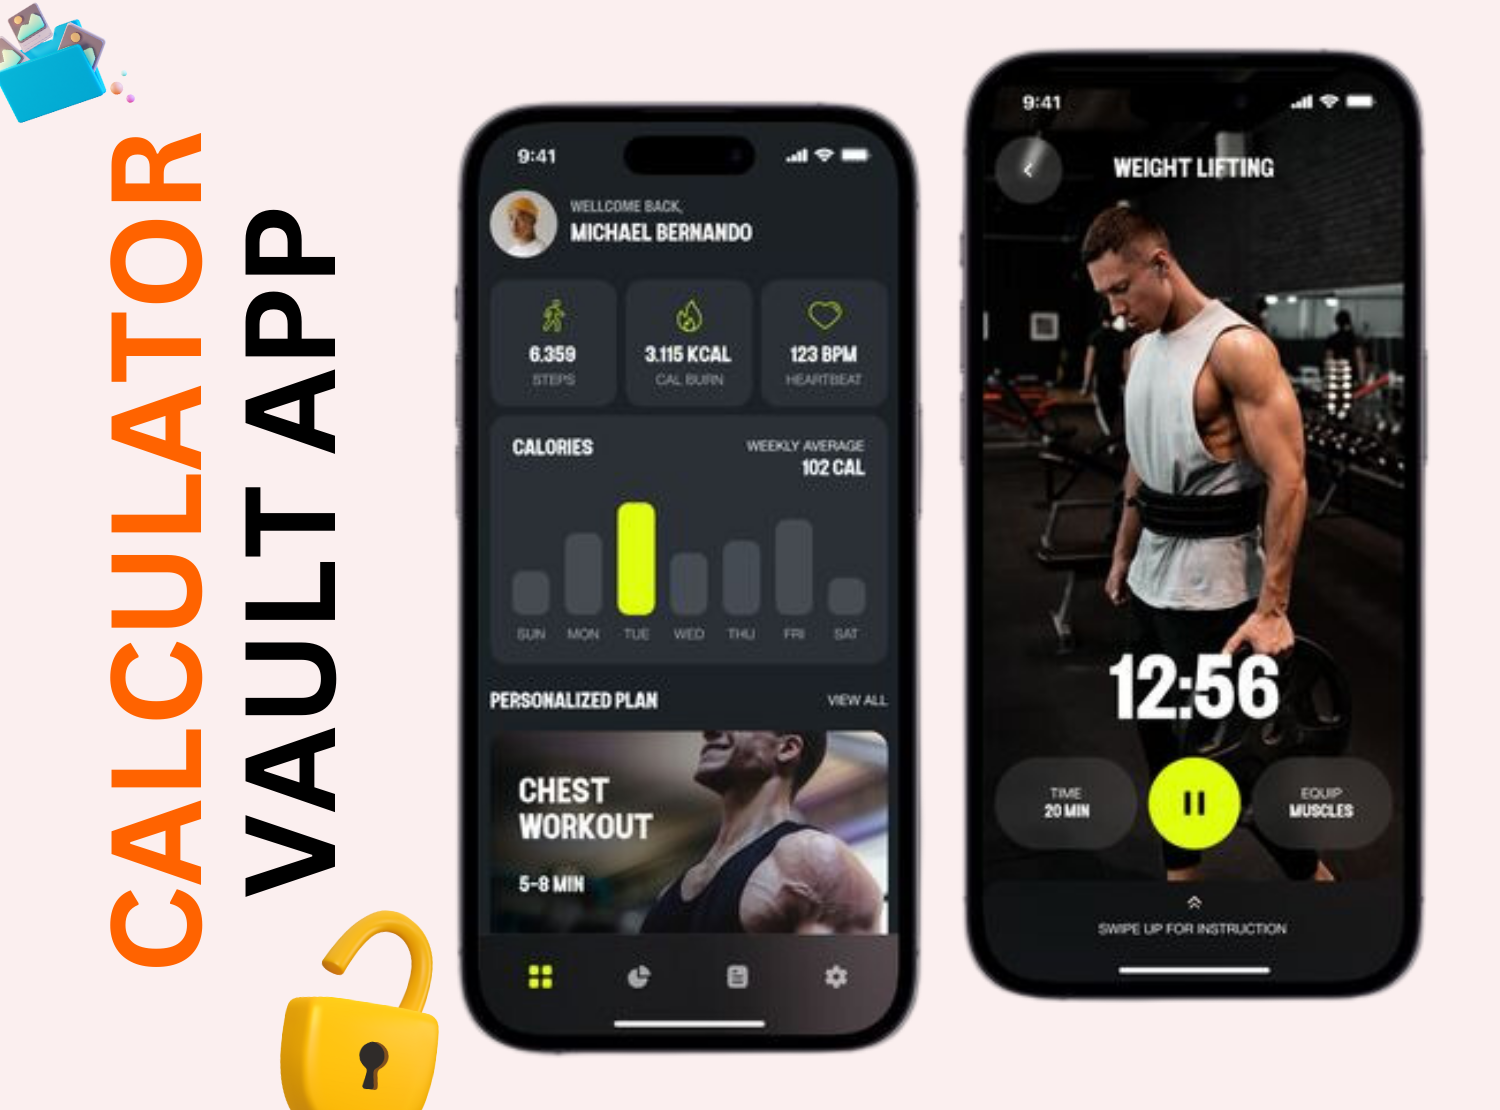 CALCULATOR
VAULT APP
9:41
WELLCOME BACK,
MICHAEL BERNANDO
6.359
STEPS
3.115 KCAL
CAL BURN
123 BPM
HEARTBEAT
CALORIES
WEEKLY AVERAGE
102 CAL
SUN MON TUE WED THU FRI SAT
PERSONALIZED PLAN
VIEW ALL
CHEST
WORKOUT
5-8 MIN
9:41
WEIGHT LIFTING
12:56
TIME
20 MIN
EQUIP
MUSCLES
SWIPE UP FOR INSTRUCTION